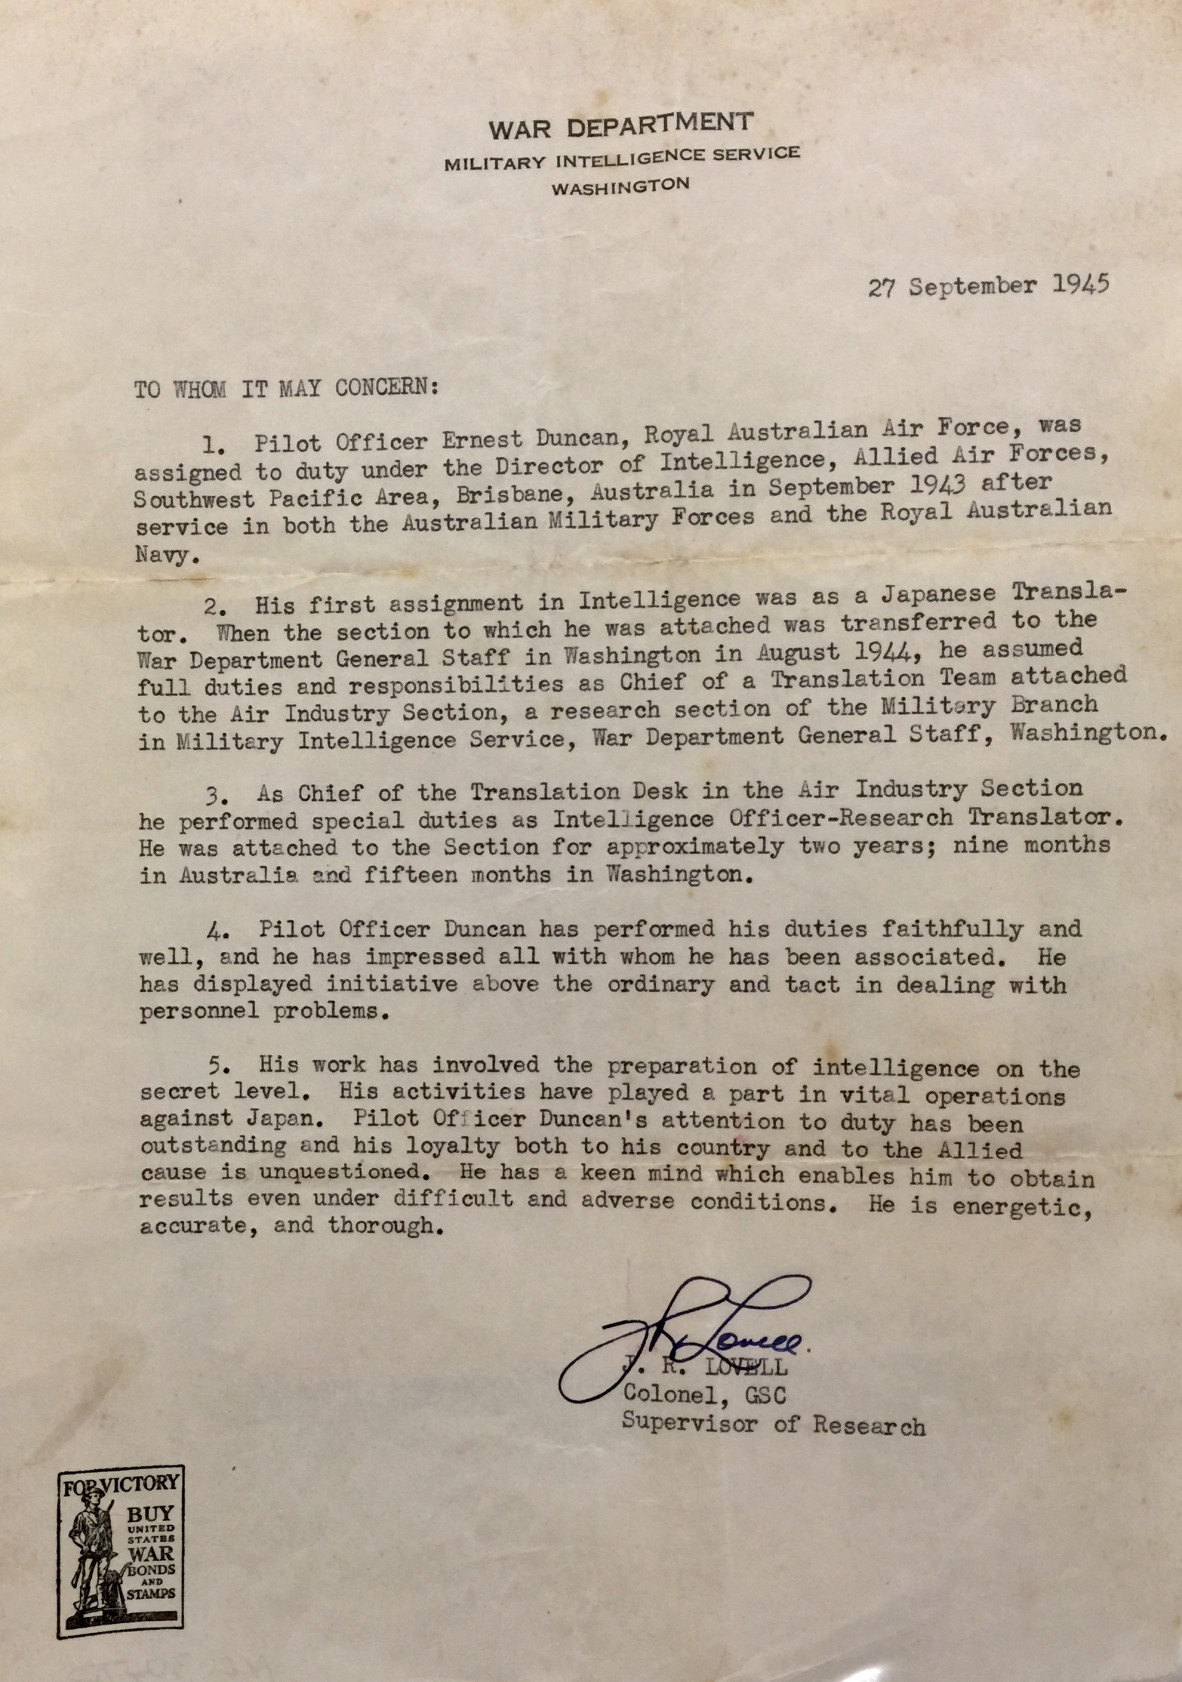 WAR DEPARTMENT
MILITARY INTELLIGENCE SERVICE
WASHINGTON
27 September 1945
TO WHOM IT MAY CONCERN:
1. Pilot Officer Ernest Duncan, Royal Australian Air Force, was
assigned to duty under the Director of Intelligence, Allied Air Forces,
Southwest Pacific Area, Brisbane, Australia in September 1943 after
service in both the Australian Military Forces and the Royal Australian
Navy.
2. His first assignment in Intelligence was as a Japanese Transla-
tor. When the section to which he was attached was transferred to the
War Department General Staff in Washington in August 1944, he assumed
full duties and responsibilities as Chief of a Translation Team attached
to the Air Industry Section, a research section of the Military Branch
in Military Intelligence Service, War Department General Staff, Washington.
3. As Chief of the Translation Desk in the Air Industry Section
he performed special duties as Intelligence Officer-Research Translator.
He was attached to the Section for approximately two years; nine months
in Australia and fifteen months in Washington.
4. Pilot Officer Duncan has performed his duties faithfully and
well, and he has impressed all with whom he has been associated. He
has displayed initiative above the ordinary and tact in dealing with
personnel problems.
5. His work has involved the preparation of intelligence on the
secret level. His activities have played a part in vital operations
against Japan. Pilot Officer Duncan's attention to duty has been
outstanding and his loyalty both to his country and to the Allied
cause is unquestioned. He has a keen mind which enables him to obtain
results even under difficult and adverse conditions. He is energetic,
accurate, and thorough.
J R Lovell.
J. R. LOVELL
Colonel, GSC
Supervisor of Research
FOR VICTORY
BUY
UNITED
STATES
WAR
BONDS
AND
STAMPS